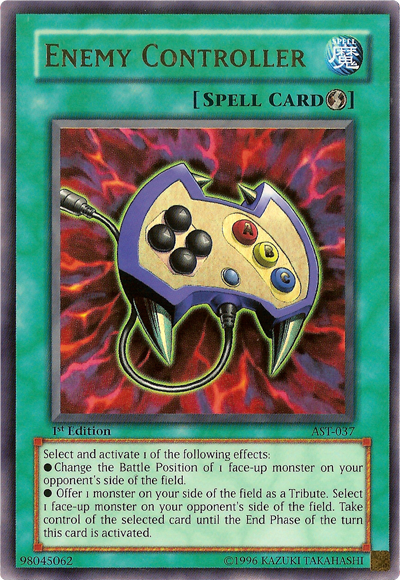 ENEMY CONTROLLER
SPELL
魔
[SPELL CARD]
A
B
C
1st Edition
AST-037
Select and activate 1 of the following effects:
●Change the Battle Position of 1 face-up monster on your
opponent's side of the field.
● Offer 1 monster on your side of the field as a Tribute. Select
1 face-up monster on your opponent's side of the field. Take
control of the selected card until the End Phase of the turn
this card is activated.
98045062
©1996 KAZUKI TAKAHASHI